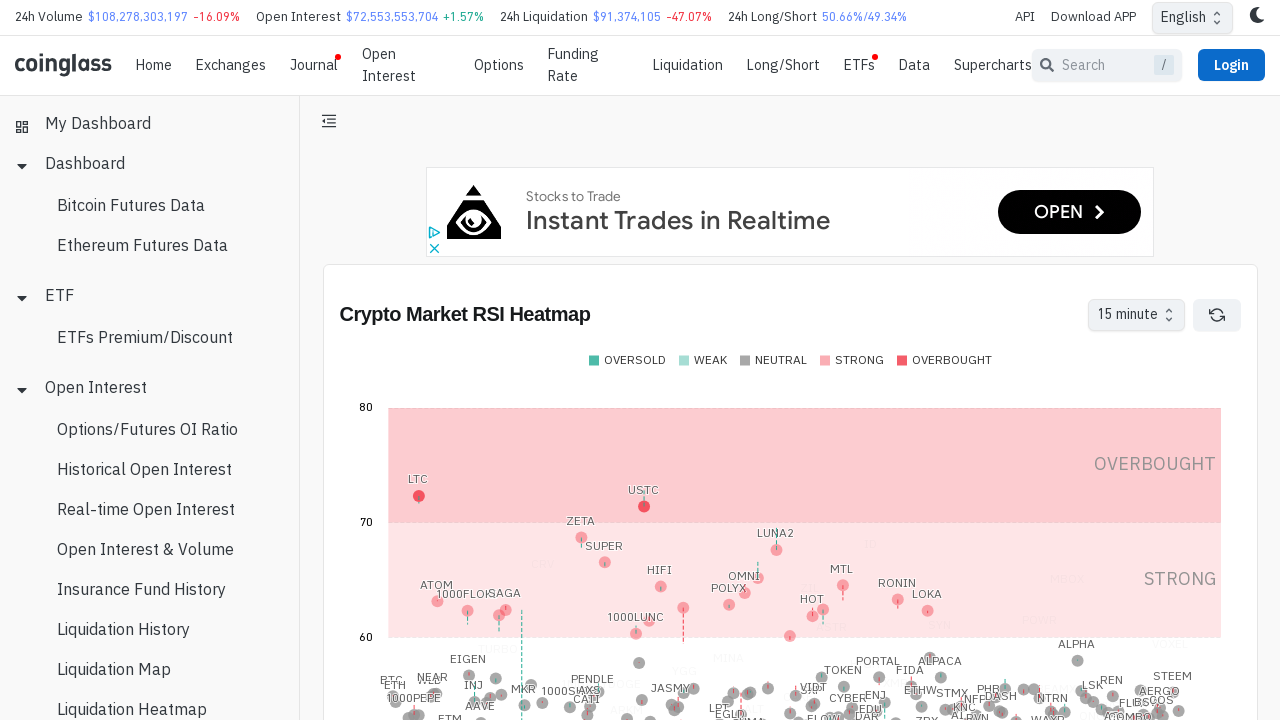 24h Volume $108,278,303,197 -16.09% Open Interest $72,553,553,704 +1.57% 24h Liquidation $91,374,105 -47.07% 24h Long/Short 50.66%/49.34% API Download APP English
coinglass Home Exchanges Journal Open Interest Options Funding Rate Liquidation Long/Short ETFs Data Supercharts Search / Login
My Dashboard
Dashboard
Bitcoin Futures Data
Ethereum Futures Data
ETF
ETFs Premium/Discount
Open Interest
Options/Futures OI Ratio
Historical Open Interest
Real-time Open Interest
Open Interest & Volume
Insurance Fund History
Liquidation History
Liquidation Map
Liquidation Heatmap
Stocks to Trade
Instant Trades in Realtime
OPEN
Crypto Market RSI Heatmap
15 minute
OVERSOLD WEAK NEUTRAL STRONG OVERBOUGHT
80
OVERBOUGHT
LTC
USTC
70
ZETA
LUNA2
SUPER
HIFI
MTL
OMNI
STRONG
ATOM
RONIN
POLYX
1000FLOKI
SAGA
LOKA
HOT
1000LUNC
60
ALPHA
EIGEN
PORTAL
ALPACA
TOKEN
FIDA
NEAR
STEEM
PENDLE
BTC
ETH
INJ
MKR
1000SHIB
AXS
JASMY
VIDT
ETHW
STMX
PHB
LSK
REN
AERGO
1000PEPE
AAVE
CATI
CYBER
ENJ
DASH
NTRN
LPT
EGLD
EDU
DAR
KNC
FLOW
ETM